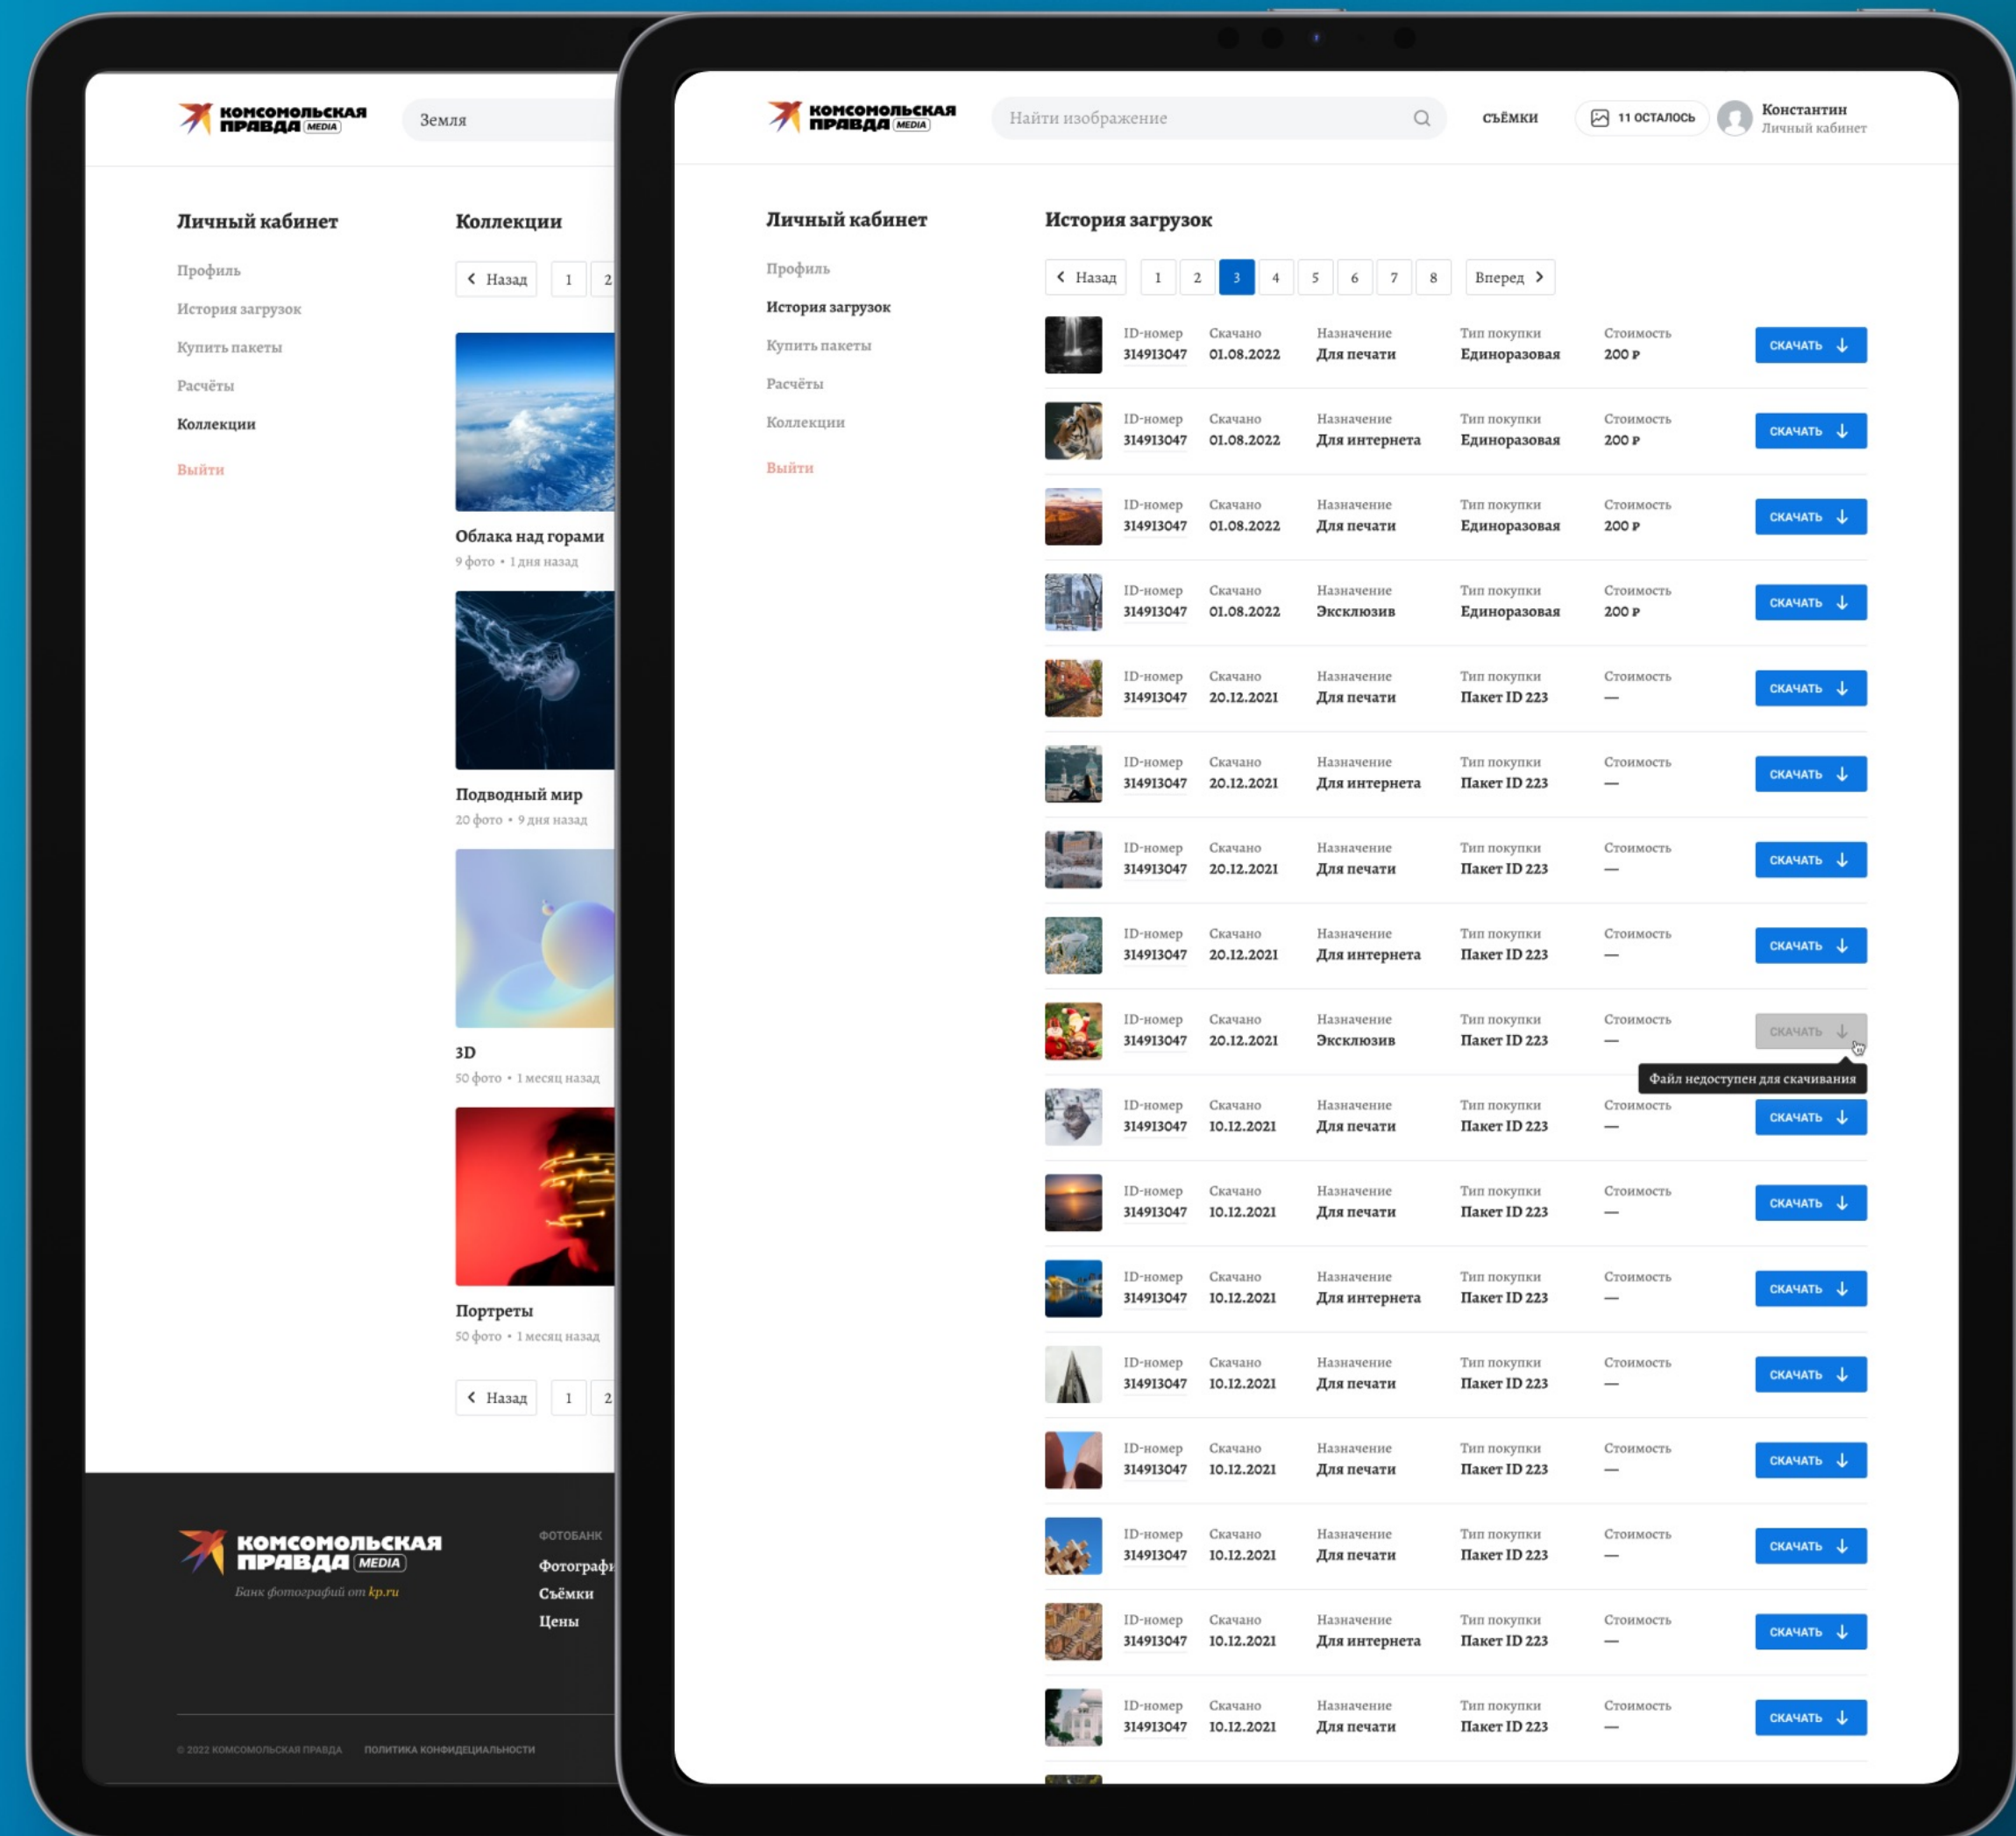 КОМСОМОЛЬСКАЯ
ПРАВДА MEDIA
Земля
Личный кабинет
Профиль
История загрузок
Купить пакеты
Расчёты
Коллекции
Выйти
Коллекции
Назад 1 2
Облака над горами
9 фото • 1 дня назад
Подводный мир
20 фото • 9 дня назад
3D
50 фото • 1 месяц назад
Портреты
50 фото • 1 месяц назад
Назад 1 2
КОМСОМОЛЬСКАЯ
ПРАВДА MEDIA
Банк фотографий от kp.ru
ФОТОБАНК
Съёмки
Цены
© 2022 КОМСОМОЛЬСКАЯ ПРАВДА ПОЛИТИКА КОНФИДЕЦИАЛЬНОСТИ
КОМСОМОЛЬСКАЯ
ПРАВДА MEDIA
Найти изображение
СЪЁМКИ
11 ОСТАЛОСЬ
Константин
Личный кабинет
Личный кабинет
Профиль
История загрузок
Купить пакеты
Расчёты
Коллекции
Выйти
История загрузок
Назад 1 2 3 4 5 6 7 8 Вперед
ID-номер Скачано Назначение Тип покупки Стоимость
314913047 01.08.2022 Для печати Единоразовая 200 ₽ СКАЧАТЬ
ID-номер Скачано Назначение Тип покупки Стоимость
314913047 01.08.2022 Для интернета Единоразовая 200 ₽ СКАЧАТЬ
ID-номер Скачано Назначение Тип покупки Стоимость
314913047 01.08.2022 Для печати Единоразовая 200 ₽ СКАЧАТЬ
ID-номер Скачано Назначение Тип покупки Стоимость
314913047 01.08.2022 Эксклюзив Единоразовая 200 ₽ СКАЧАТЬ
ID-номер Скачано Назначение Тип покупки Стоимость
314913047 20.12.2021 Для печати Пакет ID 223 — СКАЧАТЬ
ID-номер Скачано Назначение Тип покупки Стоимость
314913047 20.12.2021 Для интернета Пакет ID 223 — СКАЧАТЬ
ID-номер Скачано Назначение Тип покупки Стоимость
314913047 20.12.2021 Для печати Пакет ID 223 — СКАЧАТЬ
ID-номер Скачано Назначение Тип покупки Стоимость
314913047 20.12.2021 Для интернета Пакет ID 223 — СКАЧАТЬ
ID-номер Скачано Назначение Тип покупки Стоимость
314913047 20.12.2021 Эксклюзив Пакет ID 223 — СКАЧАТЬ
Файл недоступен для скачивания
ID-номер Скачано Назначение Тип покупки Стоимость
314913047 10.12.2021 Для печати Пакет ID 223 — СКАЧАТЬ
ID-номер Скачано Назначение Тип покупки Стоимость
314913047 10.12.2021 Для печати Пакет ID 223 — СКАЧАТЬ
ID-номер Скачано Назначение Тип покупки Стоимость
314913047 10.12.2021 Для интернета Пакет ID 223 — СКАЧАТЬ
ID-номер Скачано Назначение Тип покупки Стоимость
314913047 10.12.2021 Для печати Пакет ID 223 — СКАЧАТЬ
ID-номер Скачано Назначение Тип покупки Стоимость
314913047 10.12.2021 Для печати Пакет ID 223 — СКАЧАТЬ
ID-номер Скачано Назначение Тип покупки Стоимость
314913047 10.12.2021 Для печати Пакет ID 223 — СКАЧАТЬ
ID-номер Скачано Назначение Тип покупки Стоимость
314913047 10.12.2021 Для интернета Пакет ID 223 — СКАЧАТЬ
ID-номер Скачано Назначение Тип покупки Стоимость
314913047 10.12.2021 Для печати Пакет ID 223 — СКАЧАТЬ